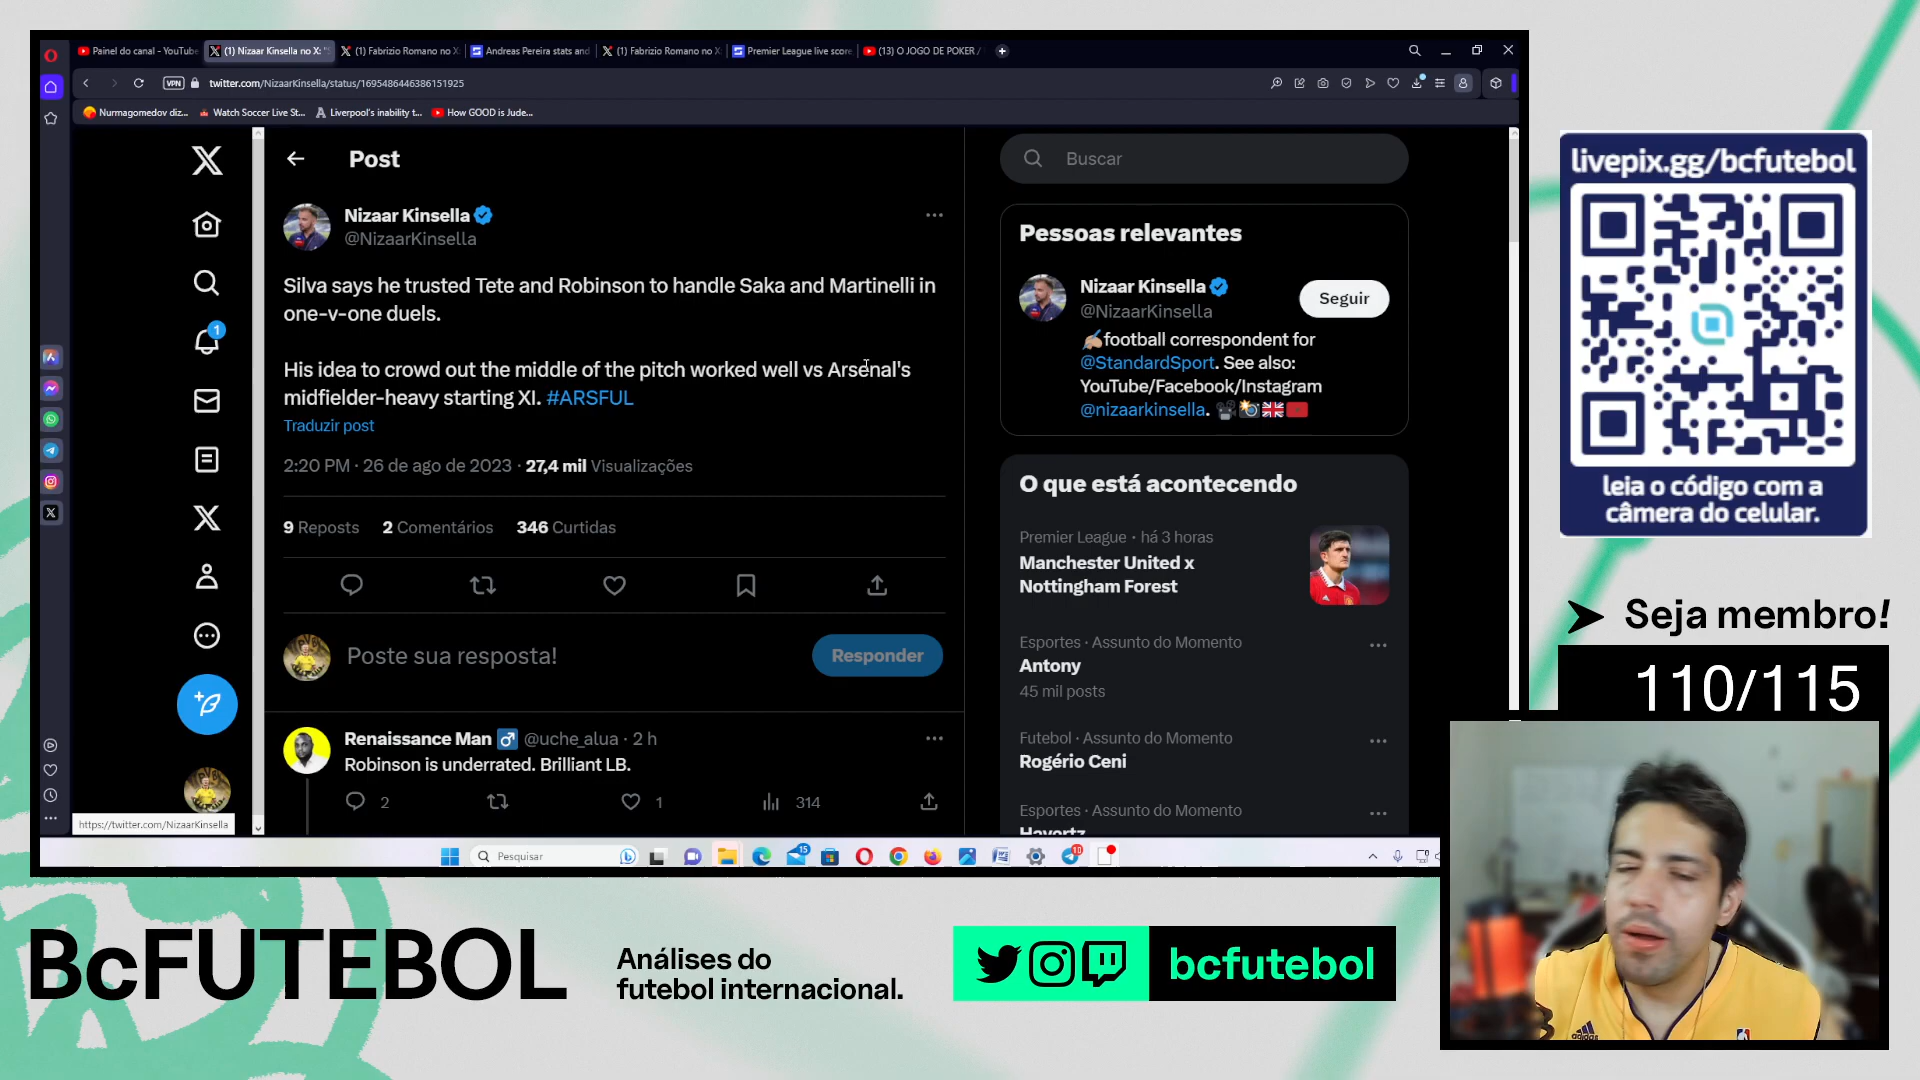 Painel do canal - YouTube
(1) Nizaar Kinsella no X: "S
(1) Fabrizio Romano no X:
Andreas Pereira stats and
(1) Fabrizio Romano no X:
Premier League live score
(13) O JOGO DE POKER /
VPN
twitter.com/NizaarKinsella/status/1695486446386151925
Nurmagomedov diz...
Watch Soccer Live St...
Liverpool's inability t...
How GOOD is Jude...
Post
Buscar
Nizaar Kinsella
@NizaarKinsella
Silva says he trusted Tete and Robinson to handle Saka and Martinelli in
one-v-one duels.
His idea to crowd out the middle of the pitch worked well vs Arsenal's
midfielder-heavy starting XI. #ARSFUL
Traduzir post
2:20 PM · 26 de ago de 2023 · 27,4 mil Visualizações
9 Reposts 2 Comentários 346 Curtidas
Poste sua resposta!
Responder
Renaissance Man @uche_alua · 2 h
Robinson is underrated. Brilliant LB.
2
1
314
1
https://twitter.com/NizaarKinsella
Pessoas relevantes
Nizaar Kinsella
@NizaarKinsella
Seguir
football correspondent for
@StandardSport. See also:
YouTube/Facebook/Instagram
@nizaarkinsella.
O que está acontecendo
Premier League · há 3 horas
Manchester United x
Nottingham Forest
Esportes · Assunto do Momento
Antony
45 mil posts
Futebol · Assunto do Momento
Rogério Ceni
Esportes · Assunto do Momento
Havertz
Pesquisar
15
10
livepix.gg/bcfutebol
leia o código com a
câmera do celular.
Seja membro!
110/115
BcFUTEBOL
Análises do
futebol internacional.
bcfutebol
adidas